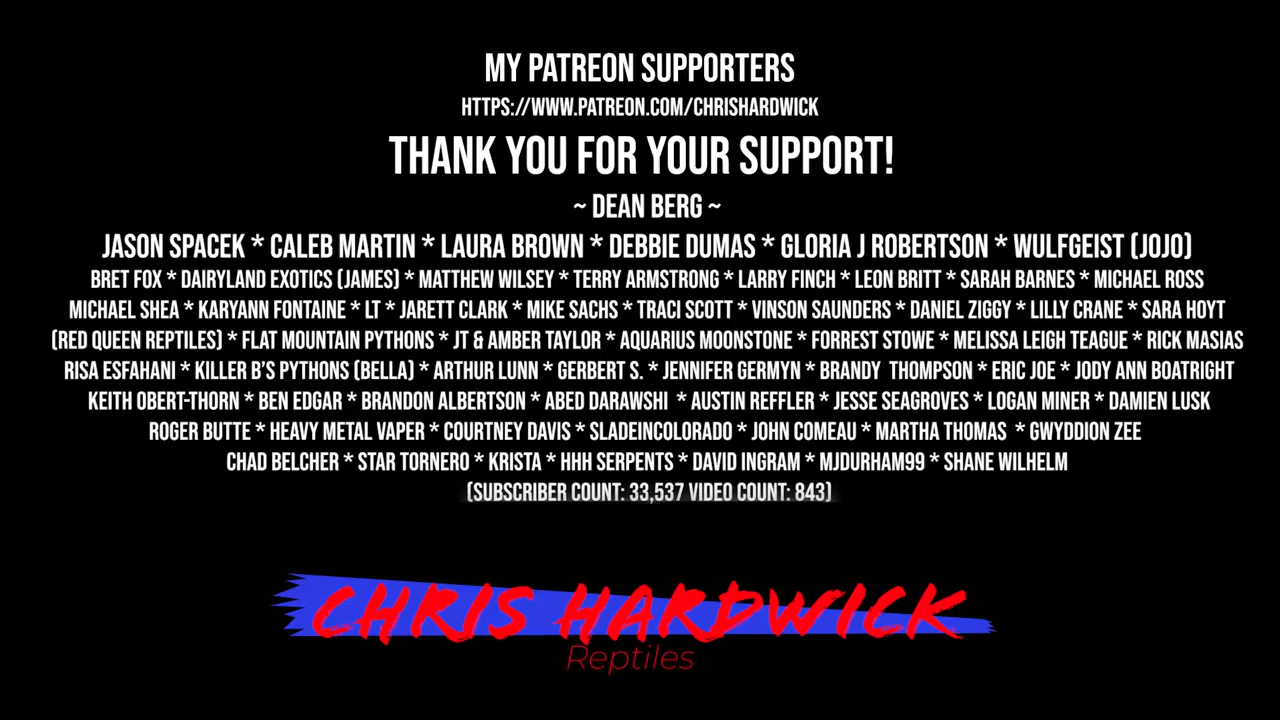 MY PATREON SUPPORTERS
HTTPS://WWW.PATREON.COM/CHRISHARDWICK
THANK YOU FOR YOUR SUPPORT!
~ DEAN BERG ~
JASON SPACEK * CALEB MARTIN * LAURA BROWN * DEBBIE DUMAS * GLORIA J ROBERTSON * WULFGEIST (JOJO)
BRET FOX * DAIRYLAND EXOTICS (JAMES) * MATTHEW WILSEY * TERRY ARMSTRONG * LARRY FINCH * LEON BRITT * SARAH BARNES * MICHAEL ROSS
MICHAEL SHEA * KARYANN FONTAINE * LT * JARETT CLARK * MIKE SACHS * TRACI SCOTT * VINSON SAUNDERS * DANIEL ZIGGY * LILLY CRANE * SARA HOYT
(RED QUEEN REPTILES) * FLAT MOUNTAIN PYTHONS * JT & AMBER TAYLOR * AQUARIUS MOONSTONE * FORREST STOWE * MELISSA LEIGH TEAGUE * RICK MASIAS
RISA ESFAHANI * KILLER B'S PYTHONS (BELLA) * ARTHUR LUNN * GERBERT S. * JENNIFER GERMYN * BRANDY THOMPSON * ERIC JOE * JODY ANN BOATRIGHT
KEITH OBERT-THORN * BEN EDGAR * BRANDON ALBERTSON * ABED DARAWSHI * AUSTIN REFFLER * JESSE SEAGROVES * LOGAN MINER * DAMIEN LUSK
ROGER BUTTE * HEAVY METAL VAPER * COURTNEY DAVIS * SLADEINCOLORADO * JOHN COMEAU * MARTHA THOMAS * GWYDDION ZEE
CHAD BELCHER * STAR TORNERO * KRISTA * HHH SERPENTS * DAVID INGRAM * MJDURHAM99 * SHANE WILHELM
(SUBSCRIBER COUNT: 33,537 VIDEO COUNT: 843)
CHRIS HARDWICK
Reptiles